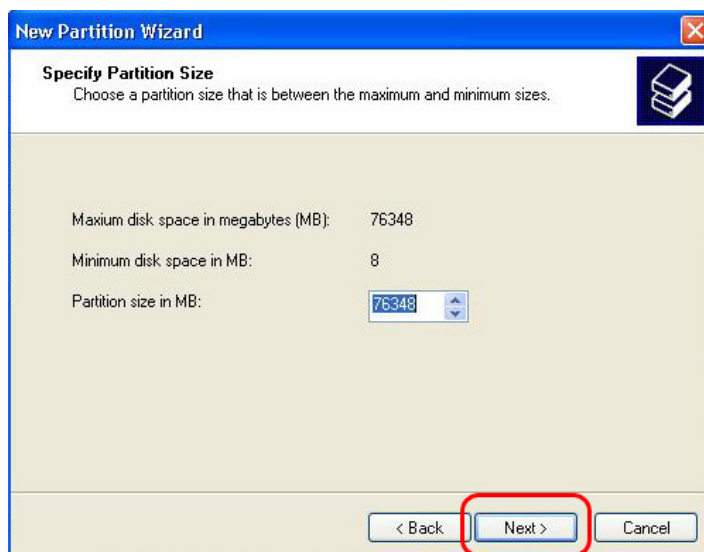 New Partition Wizard
Specify Partition Size
Choose a partition size that is between the maximum and minimum sizes.
Maxium disk space in megabytes (MB): 76348
Minimum disk space in MB: 8
Partition size in MB: 76348
< Back Next > Cancel